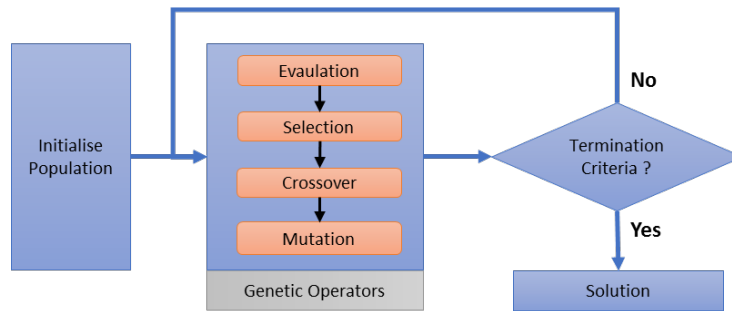 Initialise
Population
Evaulation
Selection
Crossover
Mutation
Genetic Operators
No
Termination
Criteria ?
Yes
Solution